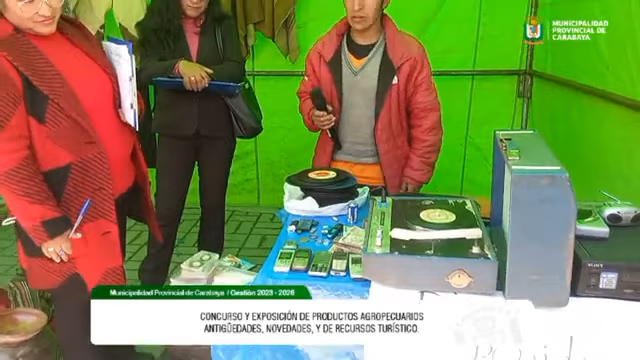 MUNICIPALIDAD
PROVINCIAL DE
CARABAYA
SONY
Municipalidad Provincial de Carabaya / Gestión 2023 - 2026
CONCURSO Y EXPOSICIÓN DE PRODUCTOS AGROPECUARIOS
ANTIGÜEDADES, NOVEDADES, Y DE RECURSOS TURÍSTICO.